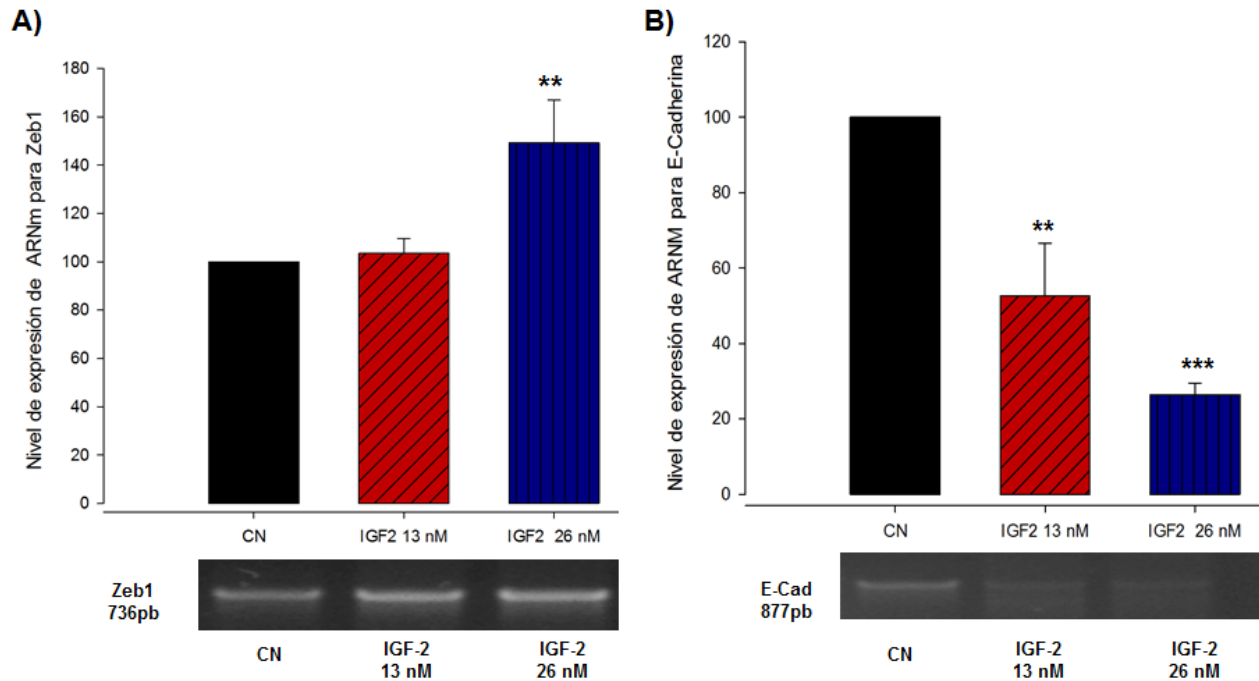 A)
Nivel de expresión de ARNm para Zeb1
180
160
140
120
100
80
60
40
20
0
**
CN
IGF2 13 nM
IGF2 26 nM
Zeb1
736pb
CN
IGF-2
13 nM
IGF-2
26 nM
B)
Nivel de expresión de ARNM para E-Cadherina
120
100
80
60
40
20
0
**
***
CN
IGF2 13 nM
IGF2 26 nM
E-Cad
877pb
CN
IGF-2
13 nM
IGF-2
26 nM